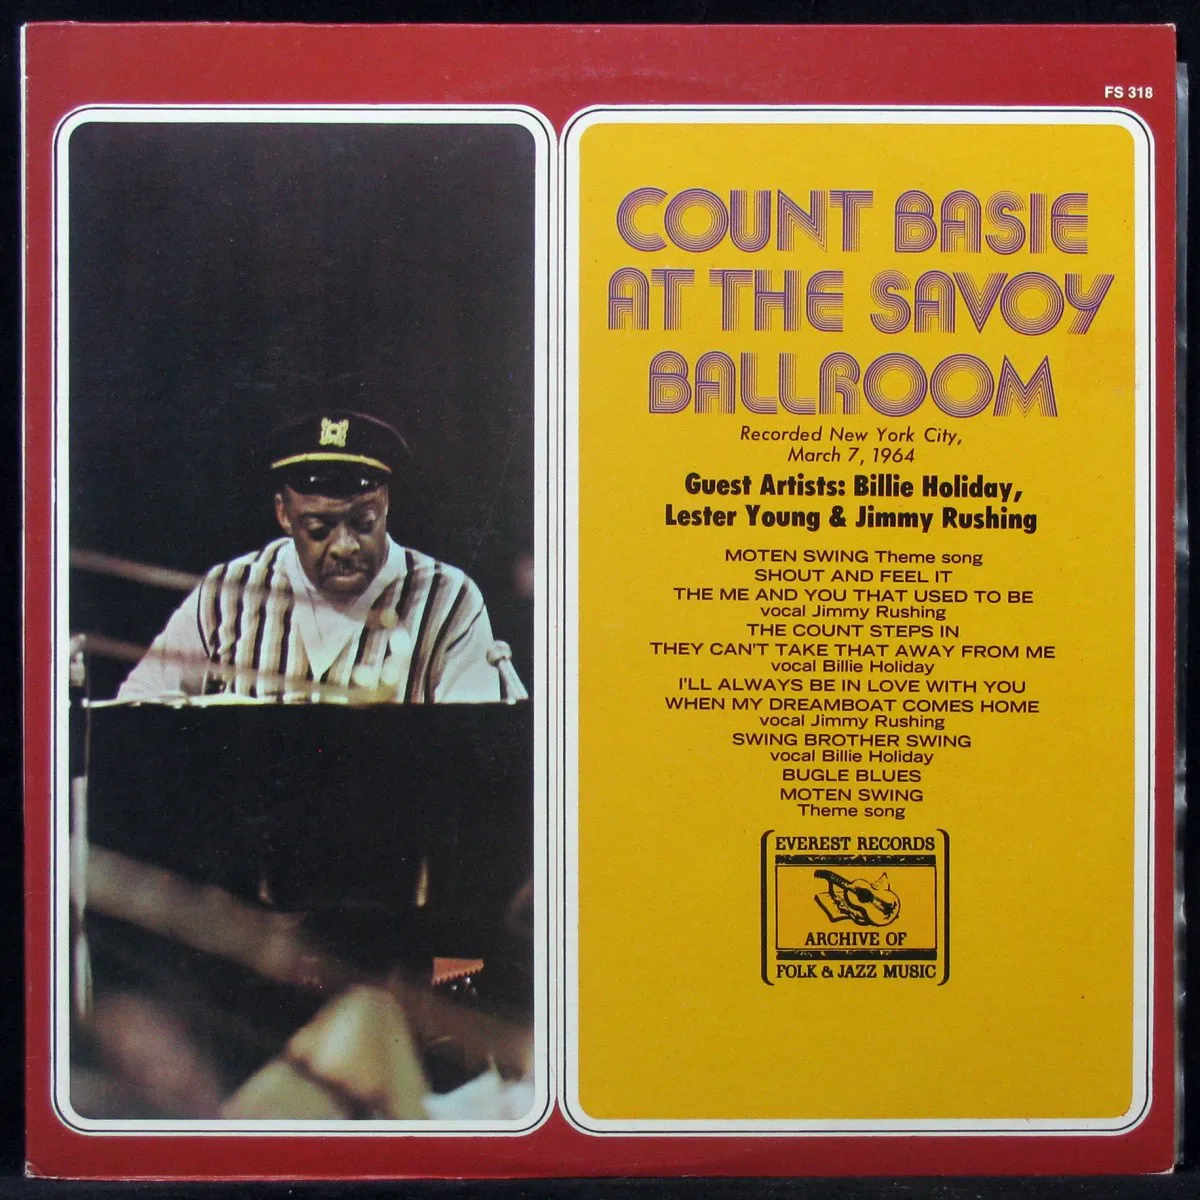 FS 318
COUNT BASIE
AT THE SAVOY
BALLROOM
Recorded New York City,
March 7, 1964
Guest Artists: Billie Holiday,
Lester Young & Jimmy Rushing
MOTEN SWING Theme song
SHOUT AND FEEL IT
THE ME AND YOU THAT USED TO BE
vocal Jimmy Rushing
THE COUNT STEPS IN
THEY CAN'T TAKE THAT AWAY FROM ME
vocal Billie Holiday
I'LL ALWAYS BE IN LOVE WITH YOU
WHEN MY DREAMBOAT COMES HOME
vocal Jimmy Rushing
SWING BROTHER SWING
vocal Billie Holiday
BUGLE BLUES
MOTEN SWING
Theme song
EVEREST RECORDS
ARCHIVE OF
FOLK & JAZZ MUSIC